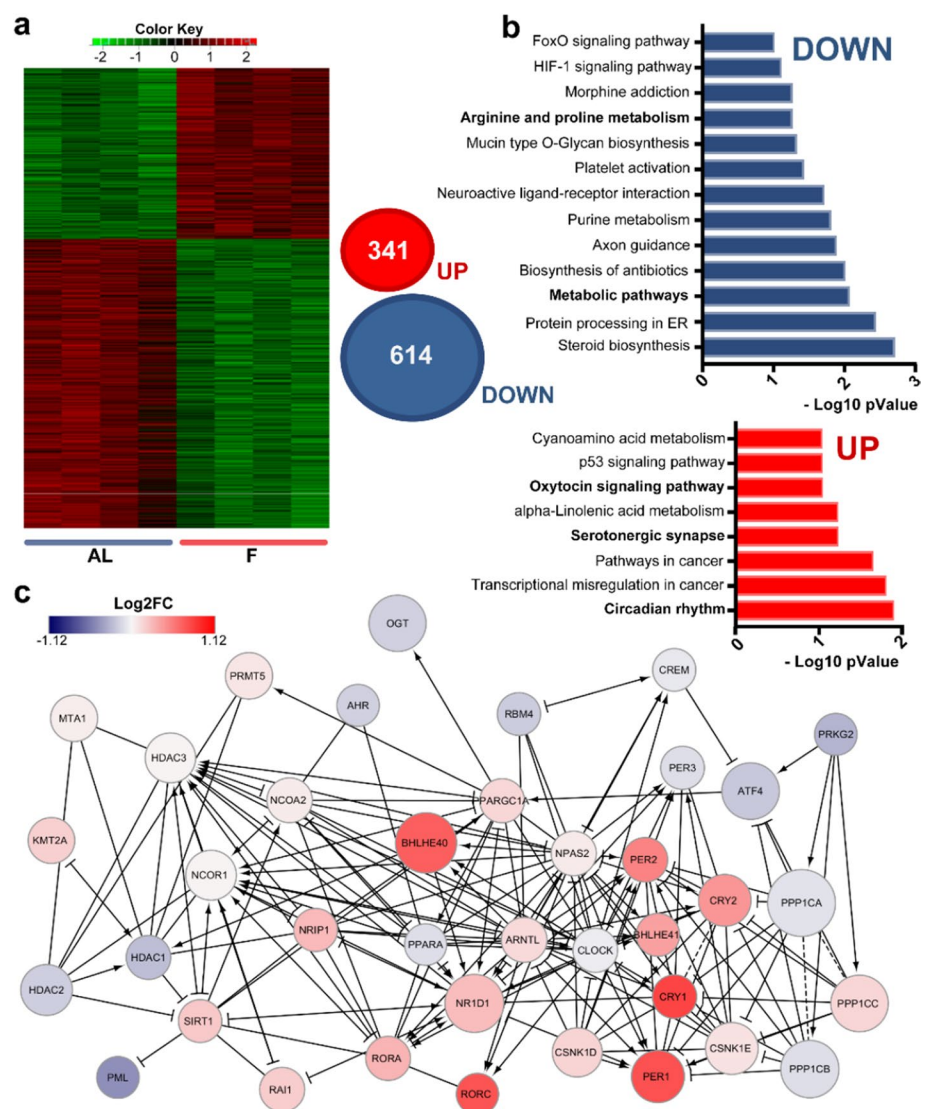 a
Color Key
-2 -1 0 1 2
341
UP
614
DOWN
AL
F
b
DOWN
FoxO signaling pathway
HIF-1 signaling pathway
Morphine addiction
Arginine and proline metabolism
Mucin type O-Glycan biosynthesis
Platelet activation
Neuroactive ligand-receptor interaction
Purine metabolism
Axon guidance
Biosynthesis of antibiotics
Metabolic pathways
Protein processing in ER
Steroid biosynthesis
0 1 2 3
- Log10 pValue
UP
Cyanoamino acid metabolism
p53 signaling pathway
Oxytocin signaling pathway
alpha-Linolenic acid metabolism
Serotonergic synapse
Pathways in cancer
Transcriptional misregulation in cancer
Circadian rhythm
0 1 2
- Log10 pValue
c
Log2FC
-1.12 1.12
OGT
PRMT5
CREM
AHR
RBM4
MTA1
PRKG2
HDAC3
PER3
ATF4
NCOA2
PARGC1A
KMT2A
BHLHE40
NPAS2
PER2
NCOR1
CRY2
PPP1CA
NRIP1
PPARA
ARNTL
CLOCK
BHLHE41
HDAC1
HDAC2
NR1D1
CRY1
PPP1CC
SIRT1
RORA
CSNK1D
CSNK1E
PPP1CB
PML
RAI1
RORC
PER1